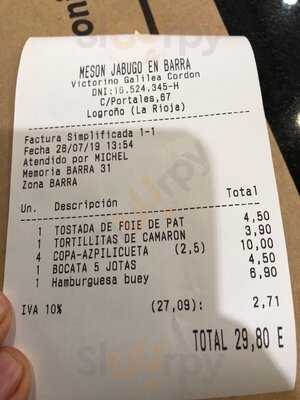 MESON JABUGO EN BARRA
Victorino Galilea Cordon
DNI:16.524.345-H
C/Portales,67
Logroño (La Rioja)
Factura Simplificada 1-1
Fecha 28/07/19 13:54
Atendido por MICHEL
Memoria BARRA 31
Zona BARRA
Un. Descripción Total
1 TOSTADA DE FOIE DE PAT 4,50
1 TORTILLITAS DE CAMARON 3,90
4 COPA-AZPILICUETA (2,5) 10,00
1 BOCATA 5 JOTAS 4,50
1 Hamburguesa buey 6,90
IVA 10% (27,09): 2,71
TOTAL 29,80 E
slurrpy
slurrpy